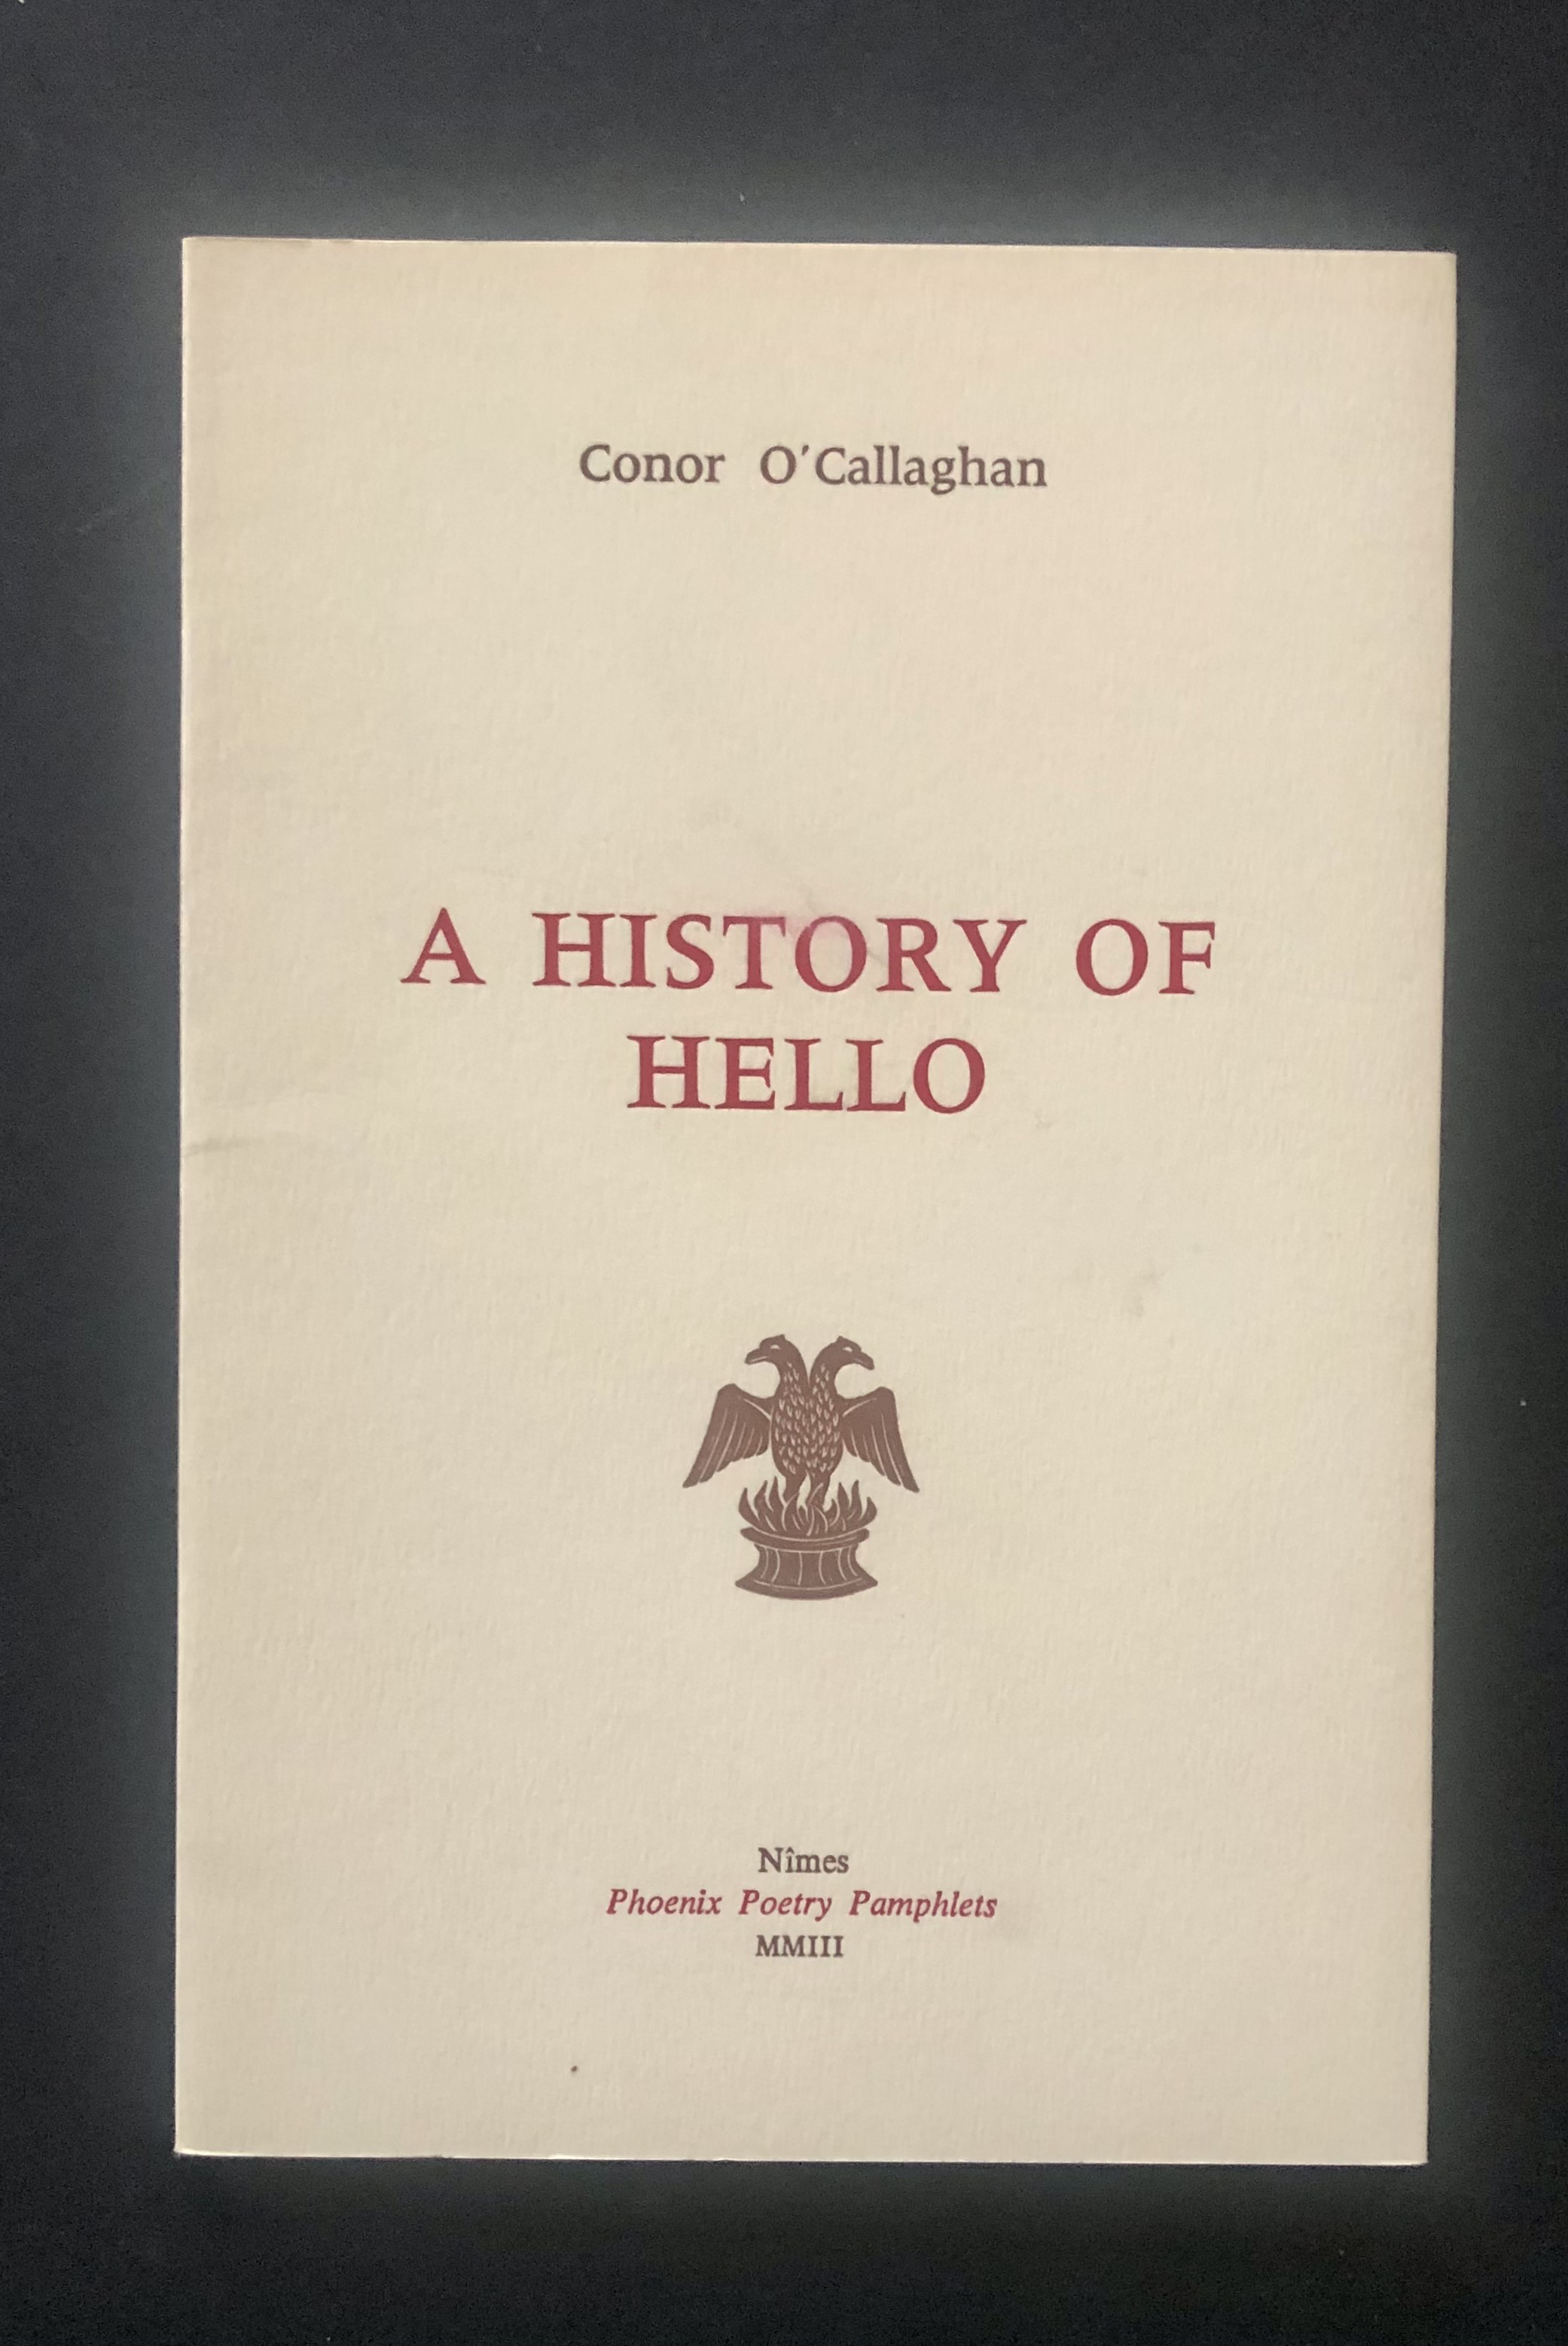 Conor O'Callaghan
A HISTORY OF
HELLO
Nîmes
Phoenix Poetry Pamphlets
MMIII